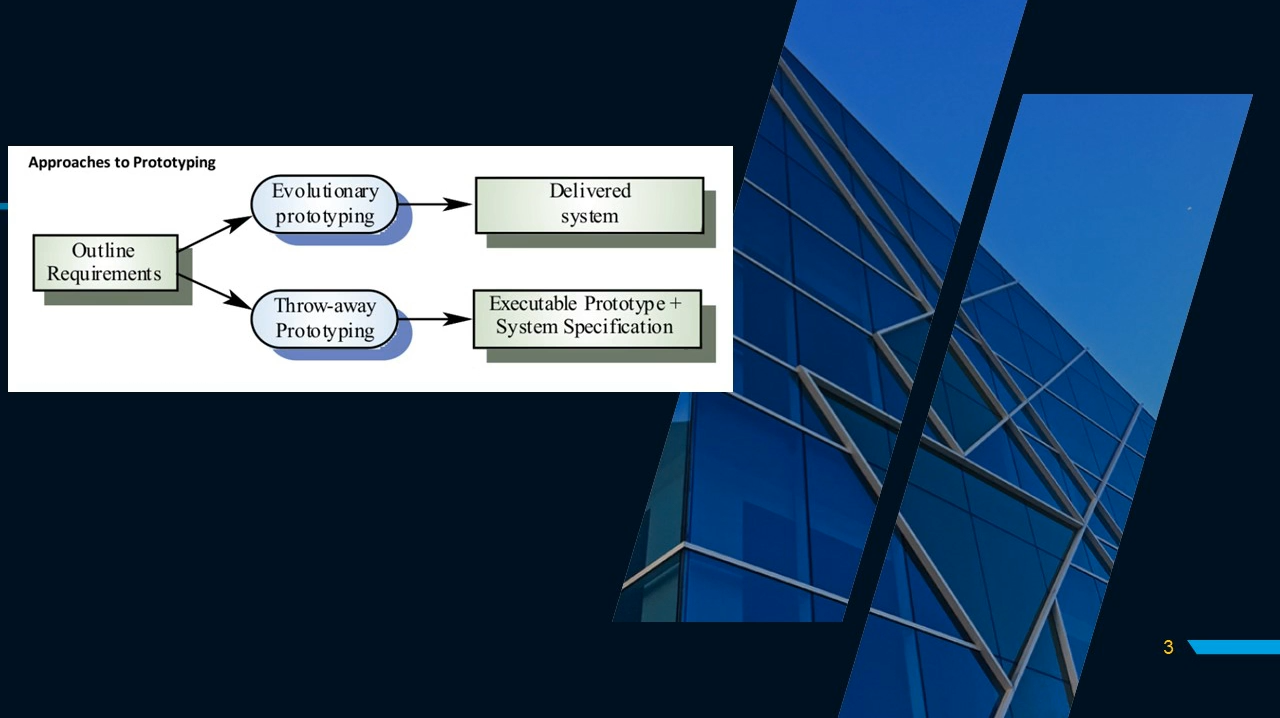 Approaches to Prototyping
Evolutionary
prototyping
Delivered
system
Outline
Requirements
Throw-away
Prototyping
Executable Prototype +
System Specification
3